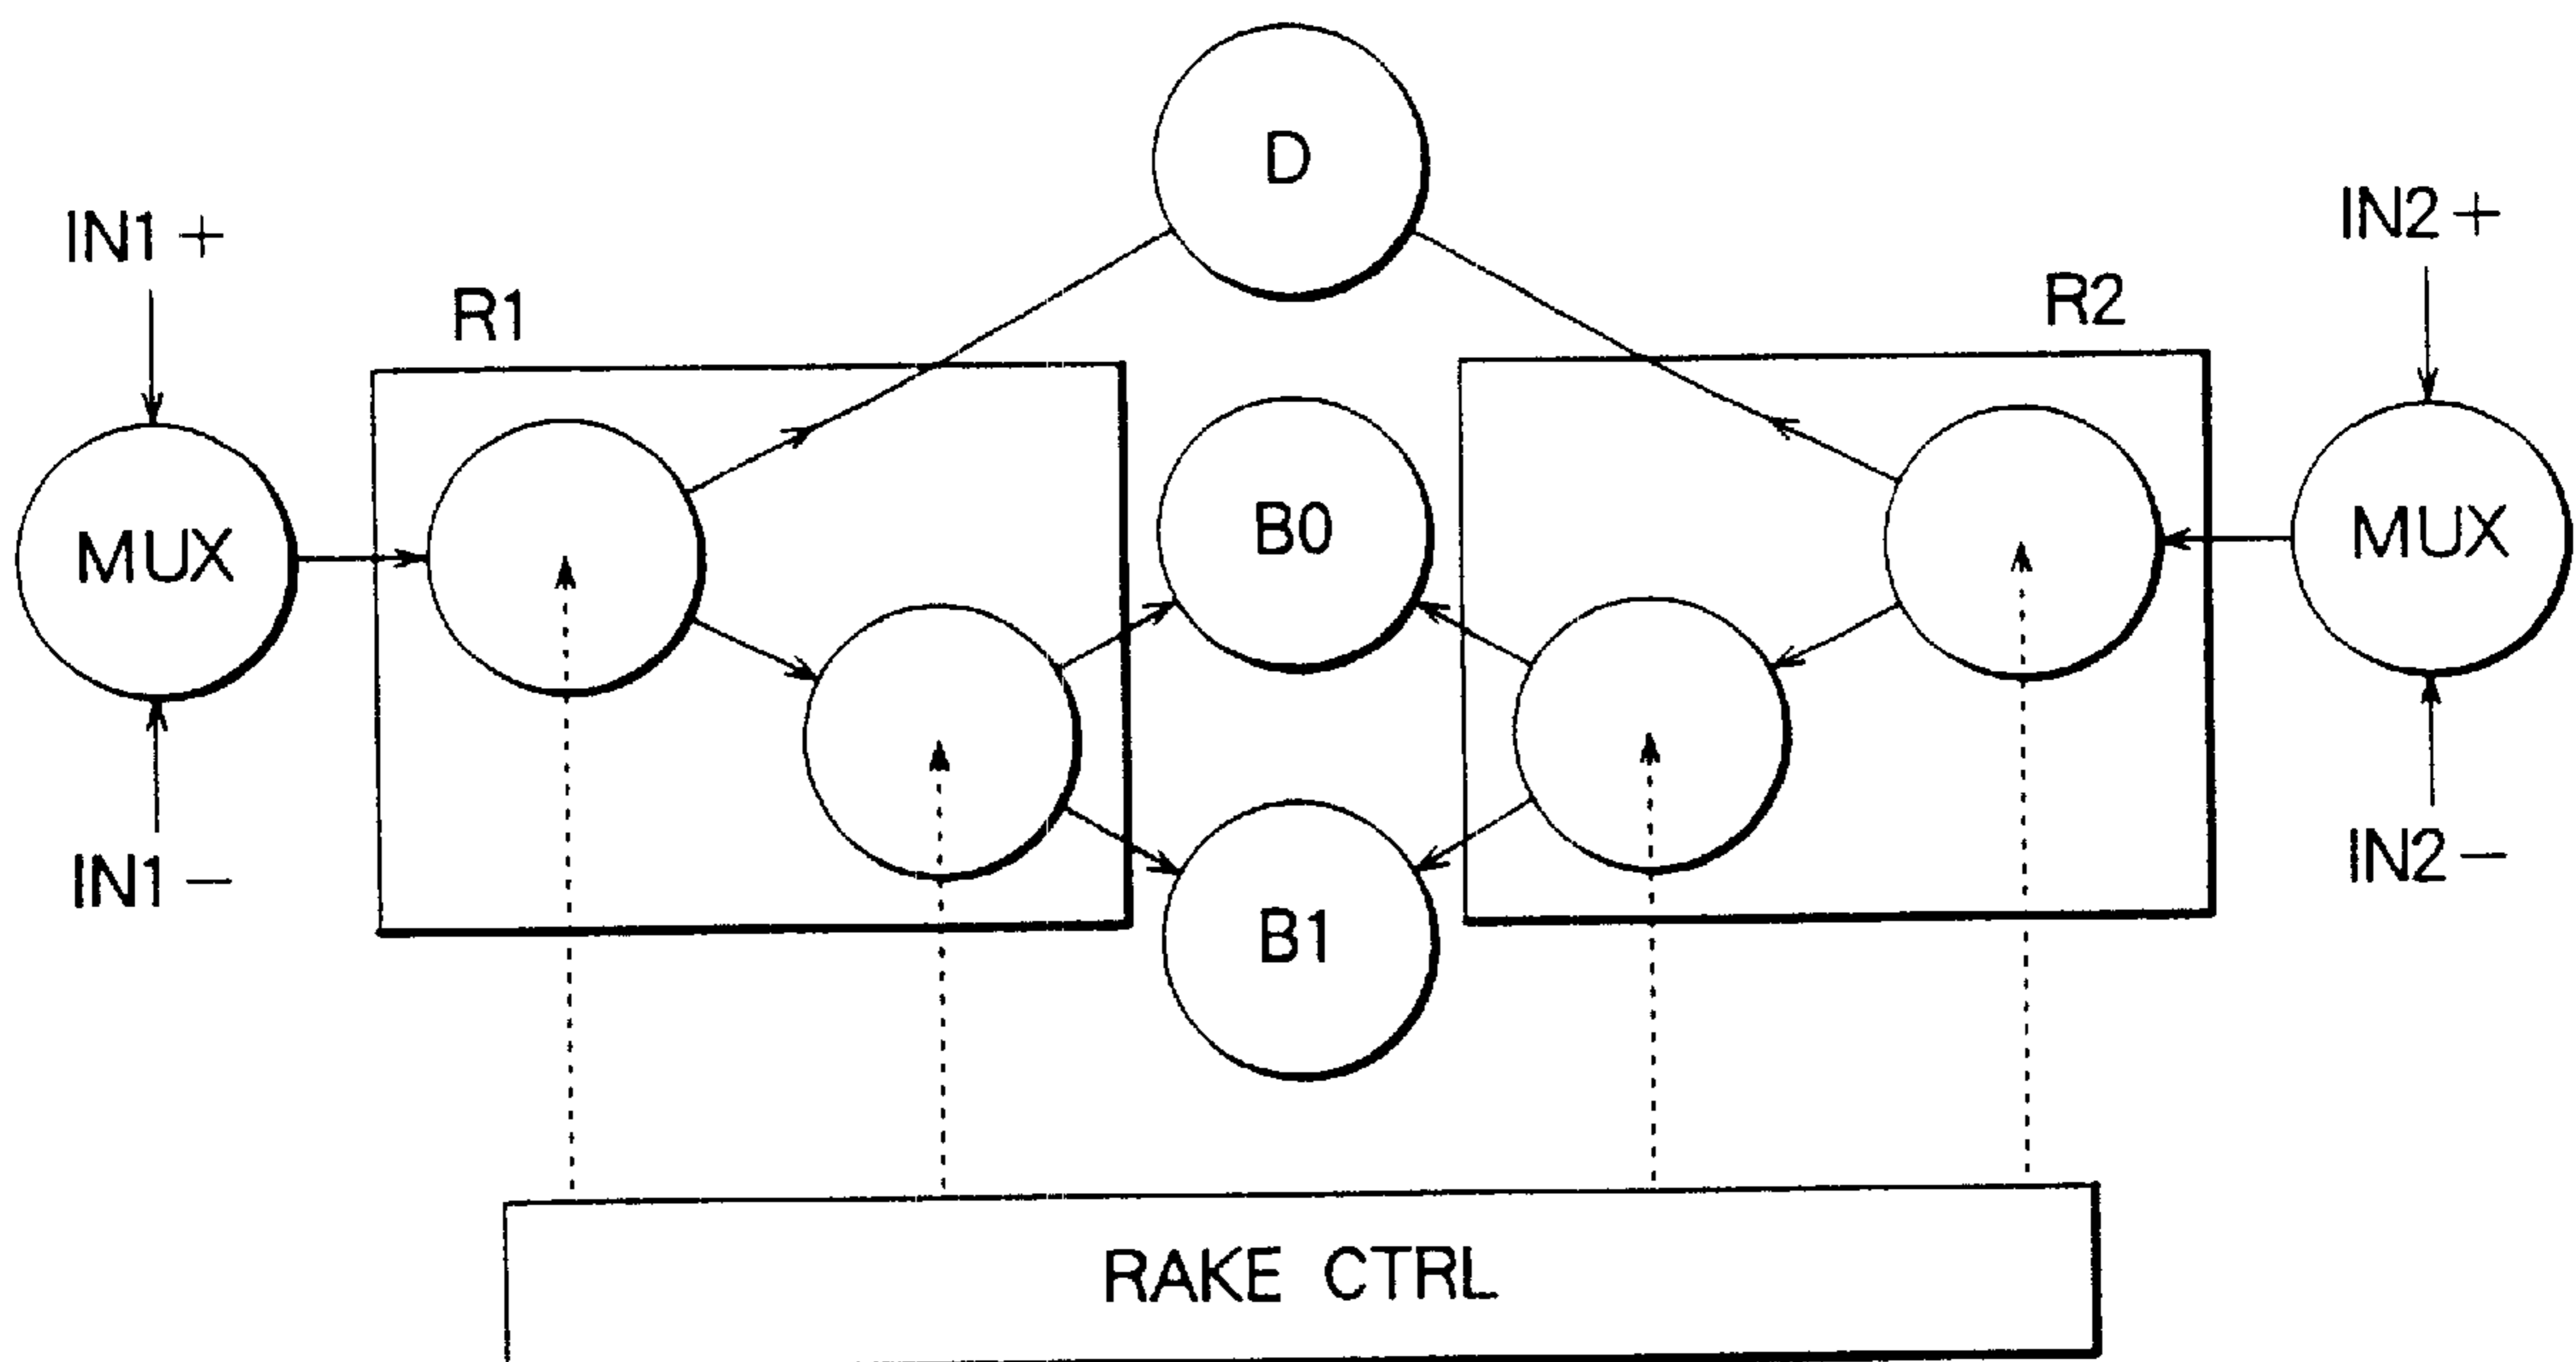 D
IN1+
IN2+
R1
R2
MUX
B0
MUX
IN1−
IN2−
B1
RAKE CTRL